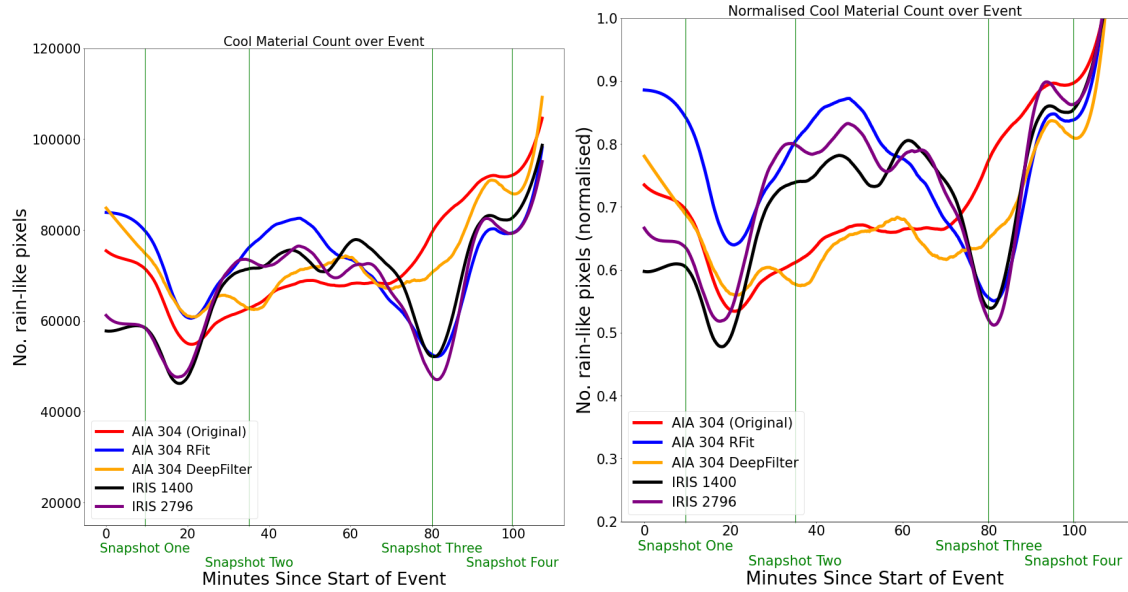 Cool Material Count over Event
120000
100000
80000
60000
40000
20000
No. rain-like pixels
AIA 304 (Original)
AIA 304 RFit
AIA 304 DeepFilter
IRIS 1400
IRIS 2796
0 20 40 60 80 100
Snapshot One Snapshot Three
Snapshot Two Snapshot Four
Minutes Since Start of Event
Normalised Cool Material Count over Event
1.0
0.9
0.8
0.7
0.6
0.5
0.4
0.3
0.2
No. rain-like pixels (normalised)
AIA 304 (Original)
AIA 304 RFit
AIA 304 DeepFilter
IRIS 1400
IRIS 2796
0 20 40 60 80 100
Snapshot One Snapshot Three
Snapshot Two Snapshot Four
Minutes Since Start of Event